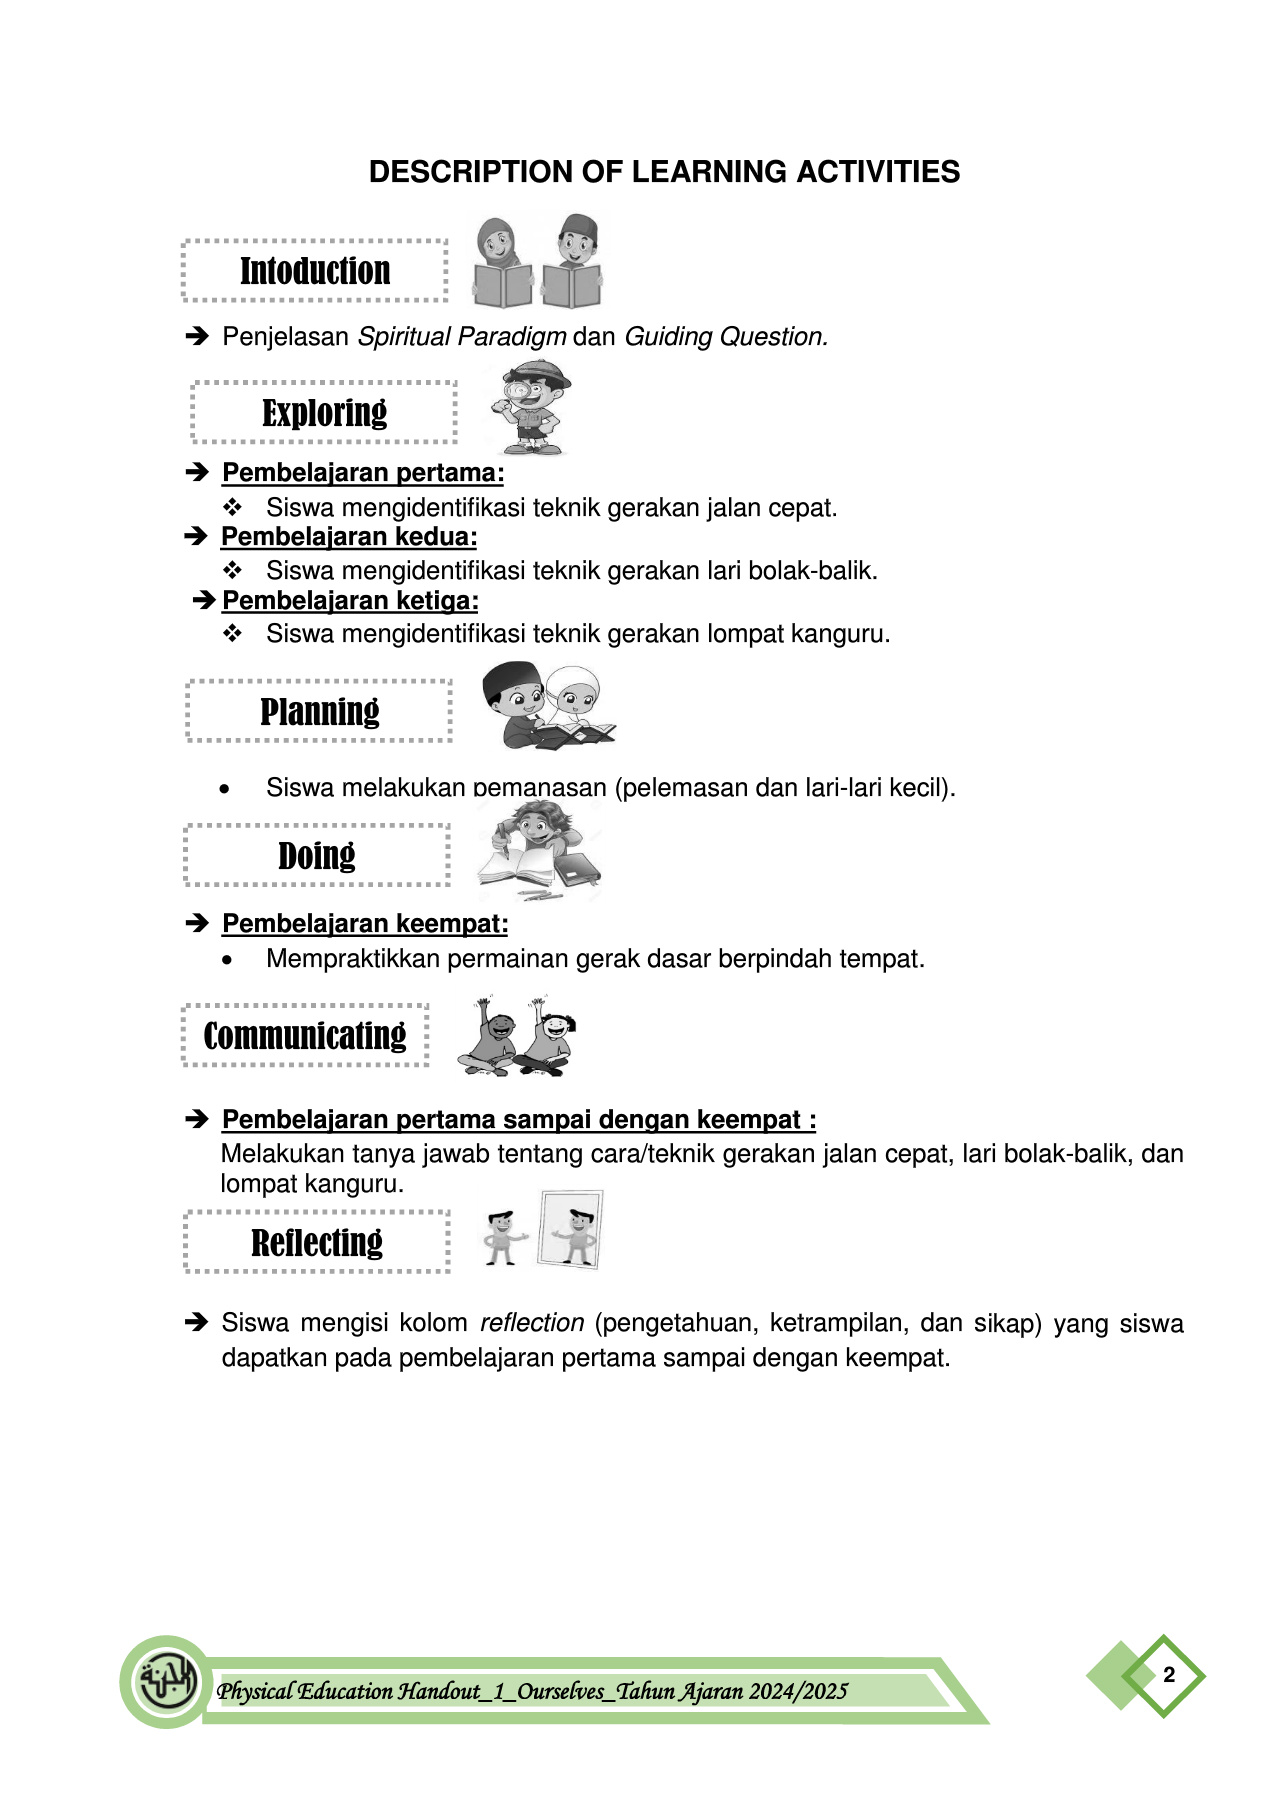 DESCRIPTION OF LEARNING ACTIVITIES
Intoduction
➔ Penjelasan Spiritual Paradigm dan Guiding Question.
Exploring
➔ Pembelajaran pertama:
❖ Siswa mengidentifikasi teknik gerakan jalan cepat.
➔ Pembelajaran kedua:
❖ Siswa mengidentifikasi teknik gerakan lari bolak-balik.
➔ Pembelajaran ketiga:
❖ Siswa mengidentifikasi teknik gerakan lompat kanguru.
Planning
• Siswa melakukan pemanasan (pelemasan dan lari-lari kecil).
Doing
➔ Pembelajaran keempat:
• Mempraktikkan permainan gerak dasar berpindah tempat.
Communicating
➔ Pembelajaran pertama sampai dengan keempat :
Melakukan tanya jawab tentang cara/teknik gerakan jalan cepat, lari bolak-balik, dan
lompat kanguru.
Reflecting
➔ Siswa mengisi kolom reflection (pengetahuan, ketrampilan, dan sikap) yang siswa
dapatkan pada pembelajaran pertama sampai dengan keempat.
Physical Education Handout_1_Ourselves_Tahun Ajaran 2024/2025
2